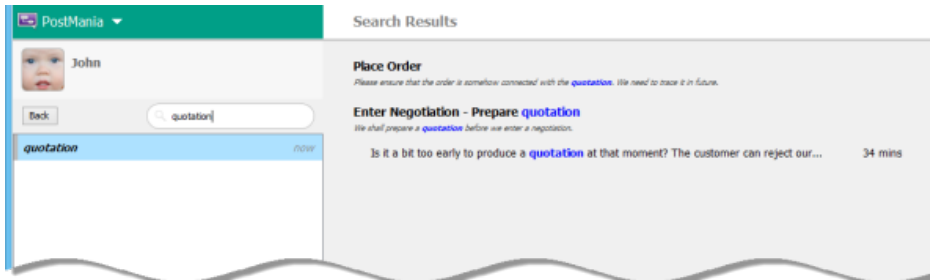 PostMania
Search Results
John
Back
quotation
quotation now
Place Order
Please ensure that the order is somehow connected with the quotation. We need to trace it in future.
Enter Negotiation - Prepare quotation
We shall prepare a quotation before we enter a negotiation.
Is it a bit too early to produce a quotation at that moment? The customer can reject our... 34 mins